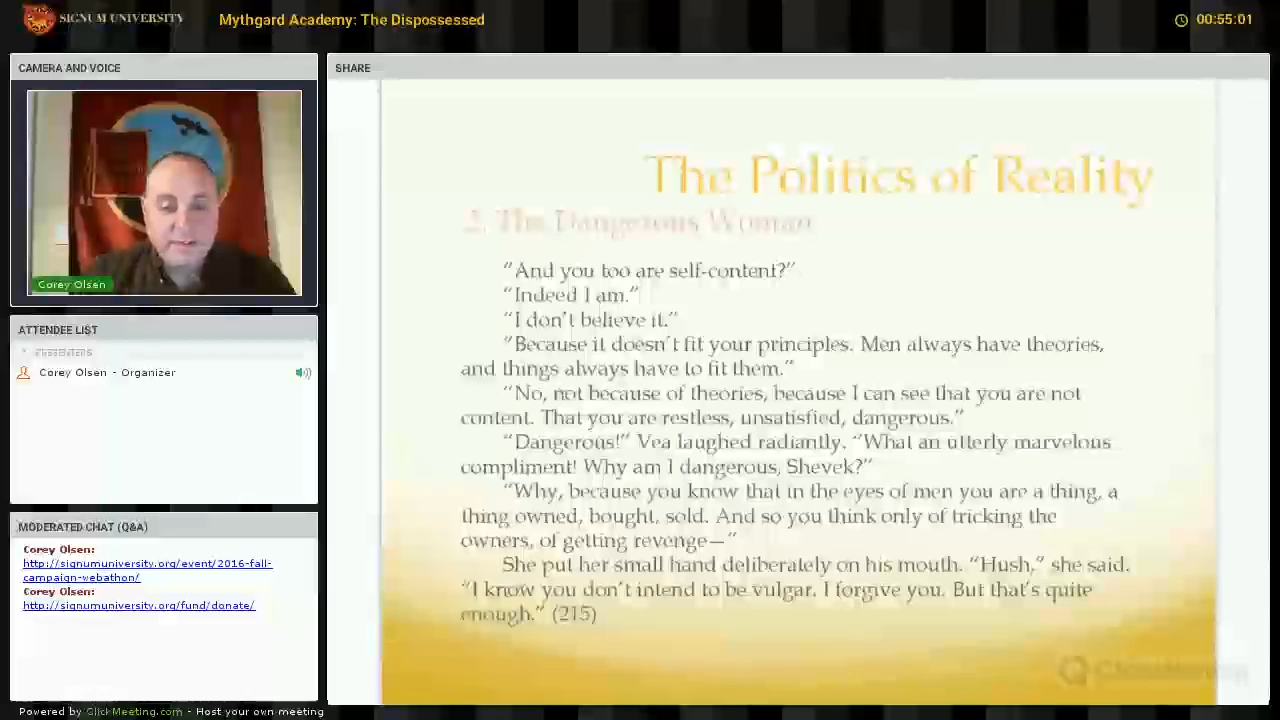 SIGNUM UNIVERSITY
Mythgard Academy: The Dispossessed
00:55:01
CAMERA AND VOICE
Corey Olsen
ATTENDEE LIST
PRESENTERS
Corey Olsen - Organizer
MODERATED CHAT (Q&A)
Corey Olsen:
http://signumuniversity.org/event/2016-fall-
campaign-webathon/
Corey Olsen:
http://signumuniversity.org/fund/donate/
Powered by ClickMeeting.com - Host your own meeting
SHARE
The Politics of Reality
2. The Dangerous Woman
"And you too are self-content?"
"Indeed I am."
"I don't believe it."
"Because it doesn't fit your principles. Men always have theories,
and things always have to fit them."
"No, not because of theories, because I can see that you are not
content. That you are restless, unsatisfied, dangerous."
"Dangerous!" Vea laughed radiantly. "What an utterly marvelous
compliment! Why am I dangerous, Shevek?"
"Why, because you know that in the eyes of men you are a thing, a
thing owned, bought, sold. And so you think only of tricking the
owners, of getting revenge—"
She put her small hand deliberately on his mouth. "Hush," she said.
"I know you don't intend to be vulgar. I forgive you. But that's quite
enough." (215)
ClickMeeting